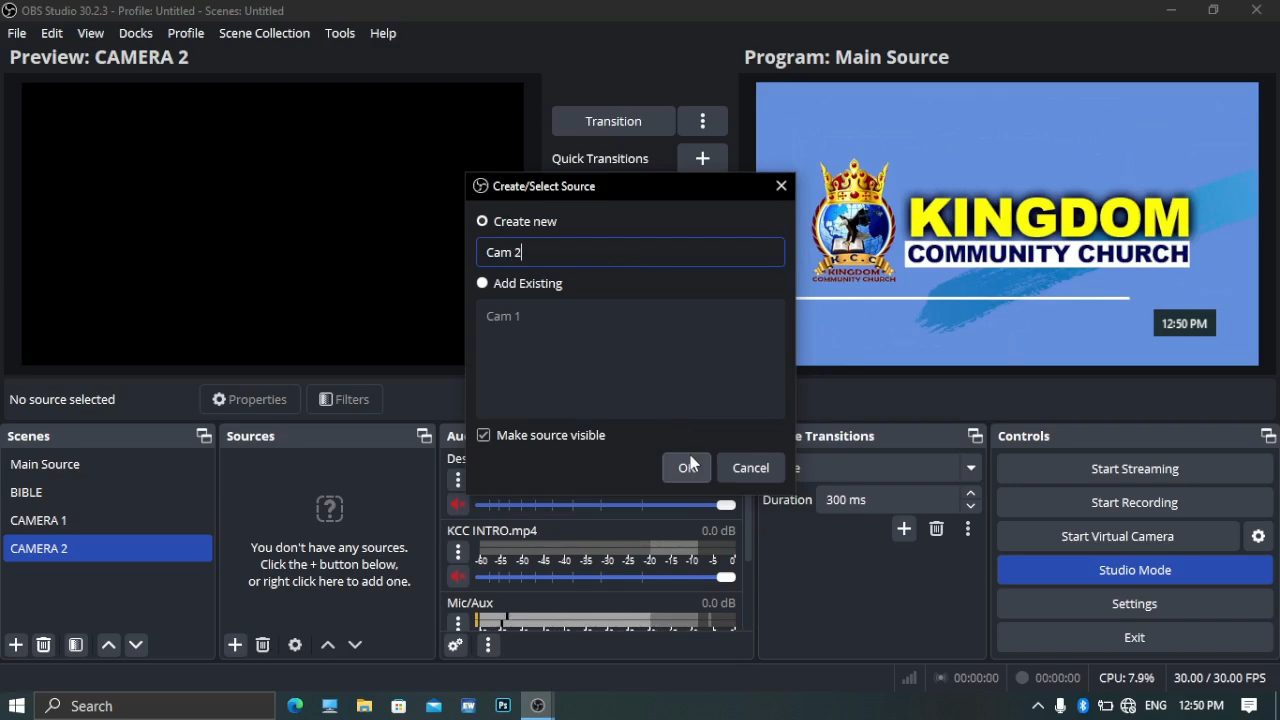 OBS Studio 30.2.3 - Profile: Untitled - Scenes: Untitled
File Edit View Docks Profile Scene Collection Tools Help
Preview: CAMERA 2
Program: Main Source
Transition
Quick Transitions
Create/Select Source
Create new
Cam 2
Add Existing
Cam 1
Make source visible
OK
Cancel
K.C.C
KINGDOM
COMMUNITY CHURCH
KINGDOM
COMMUNITY CHURCH
12:50 PM
No source selected
Properties
Filters
Scenes
Main Source
BIBLE
CAMERA 1
CAMERA 2
Sources
You don't have any sources.
Click the + button below,
or right click here to add one.
KCC INTRO.mp4 0.0 dB
-60 -55 -50 -45 -40 -35 -30 -25 -20 -15 -10 -5 0
Mic/Aux 0.0 dB
Transitions
Duration 300 ms
Controls
Start Streaming
Start Recording
Start Virtual Camera
Studio Mode
Settings
Exit
00:00:00 00:00:00 CPU: 7.9% 30.00 / 30.00 FPS
Search
EW Ps
ENG 12:50 PM